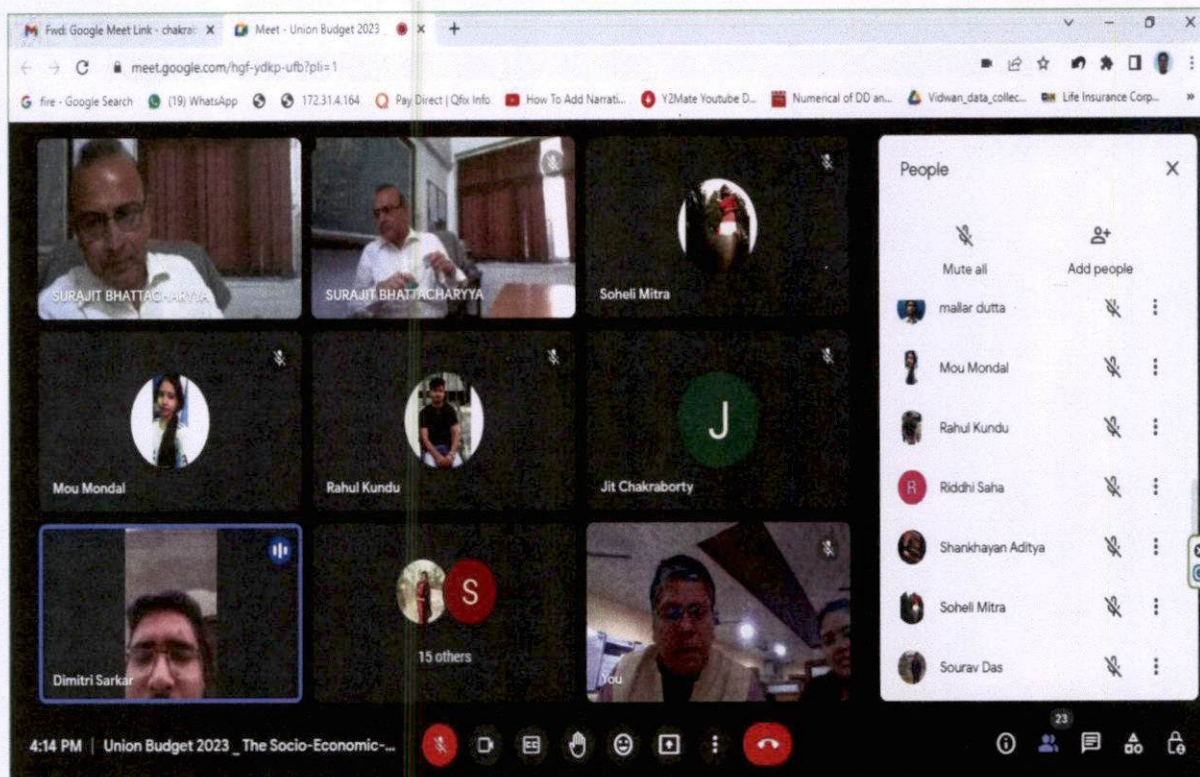 Fwd: Google Meet Link - chakrab
Meet - Union Budget 2023 _
meet.google.com/hgf-ydkp-ufb?pli=1
fire - Google Search (19) WhatsApp 172.31.4.164 Pay Direct | Qfix Info. How To Add Narrati... Y2Mate Youtube D... Numerical of DD an... Vidwan_data_collec... Life Insurance Corp... »
SURAJIT BHATTACHARYYA
SURAJIT BHATTACHARYYA
Soheli Mitra
Mou Mondal
Rahul Kundu
J
Jit Chakraborty
Dimitri Sarkar
S
15 others
You
People
Mute all
Add people
mallar dutta
Mou Mondal
Rahul Kundu
R Riddhi Saha
Shankhayan Aditya
Soheli Mitra
Sourav Das
4:14 PM | Union Budget 2023 _ The Socio-Economic-...
CC
23